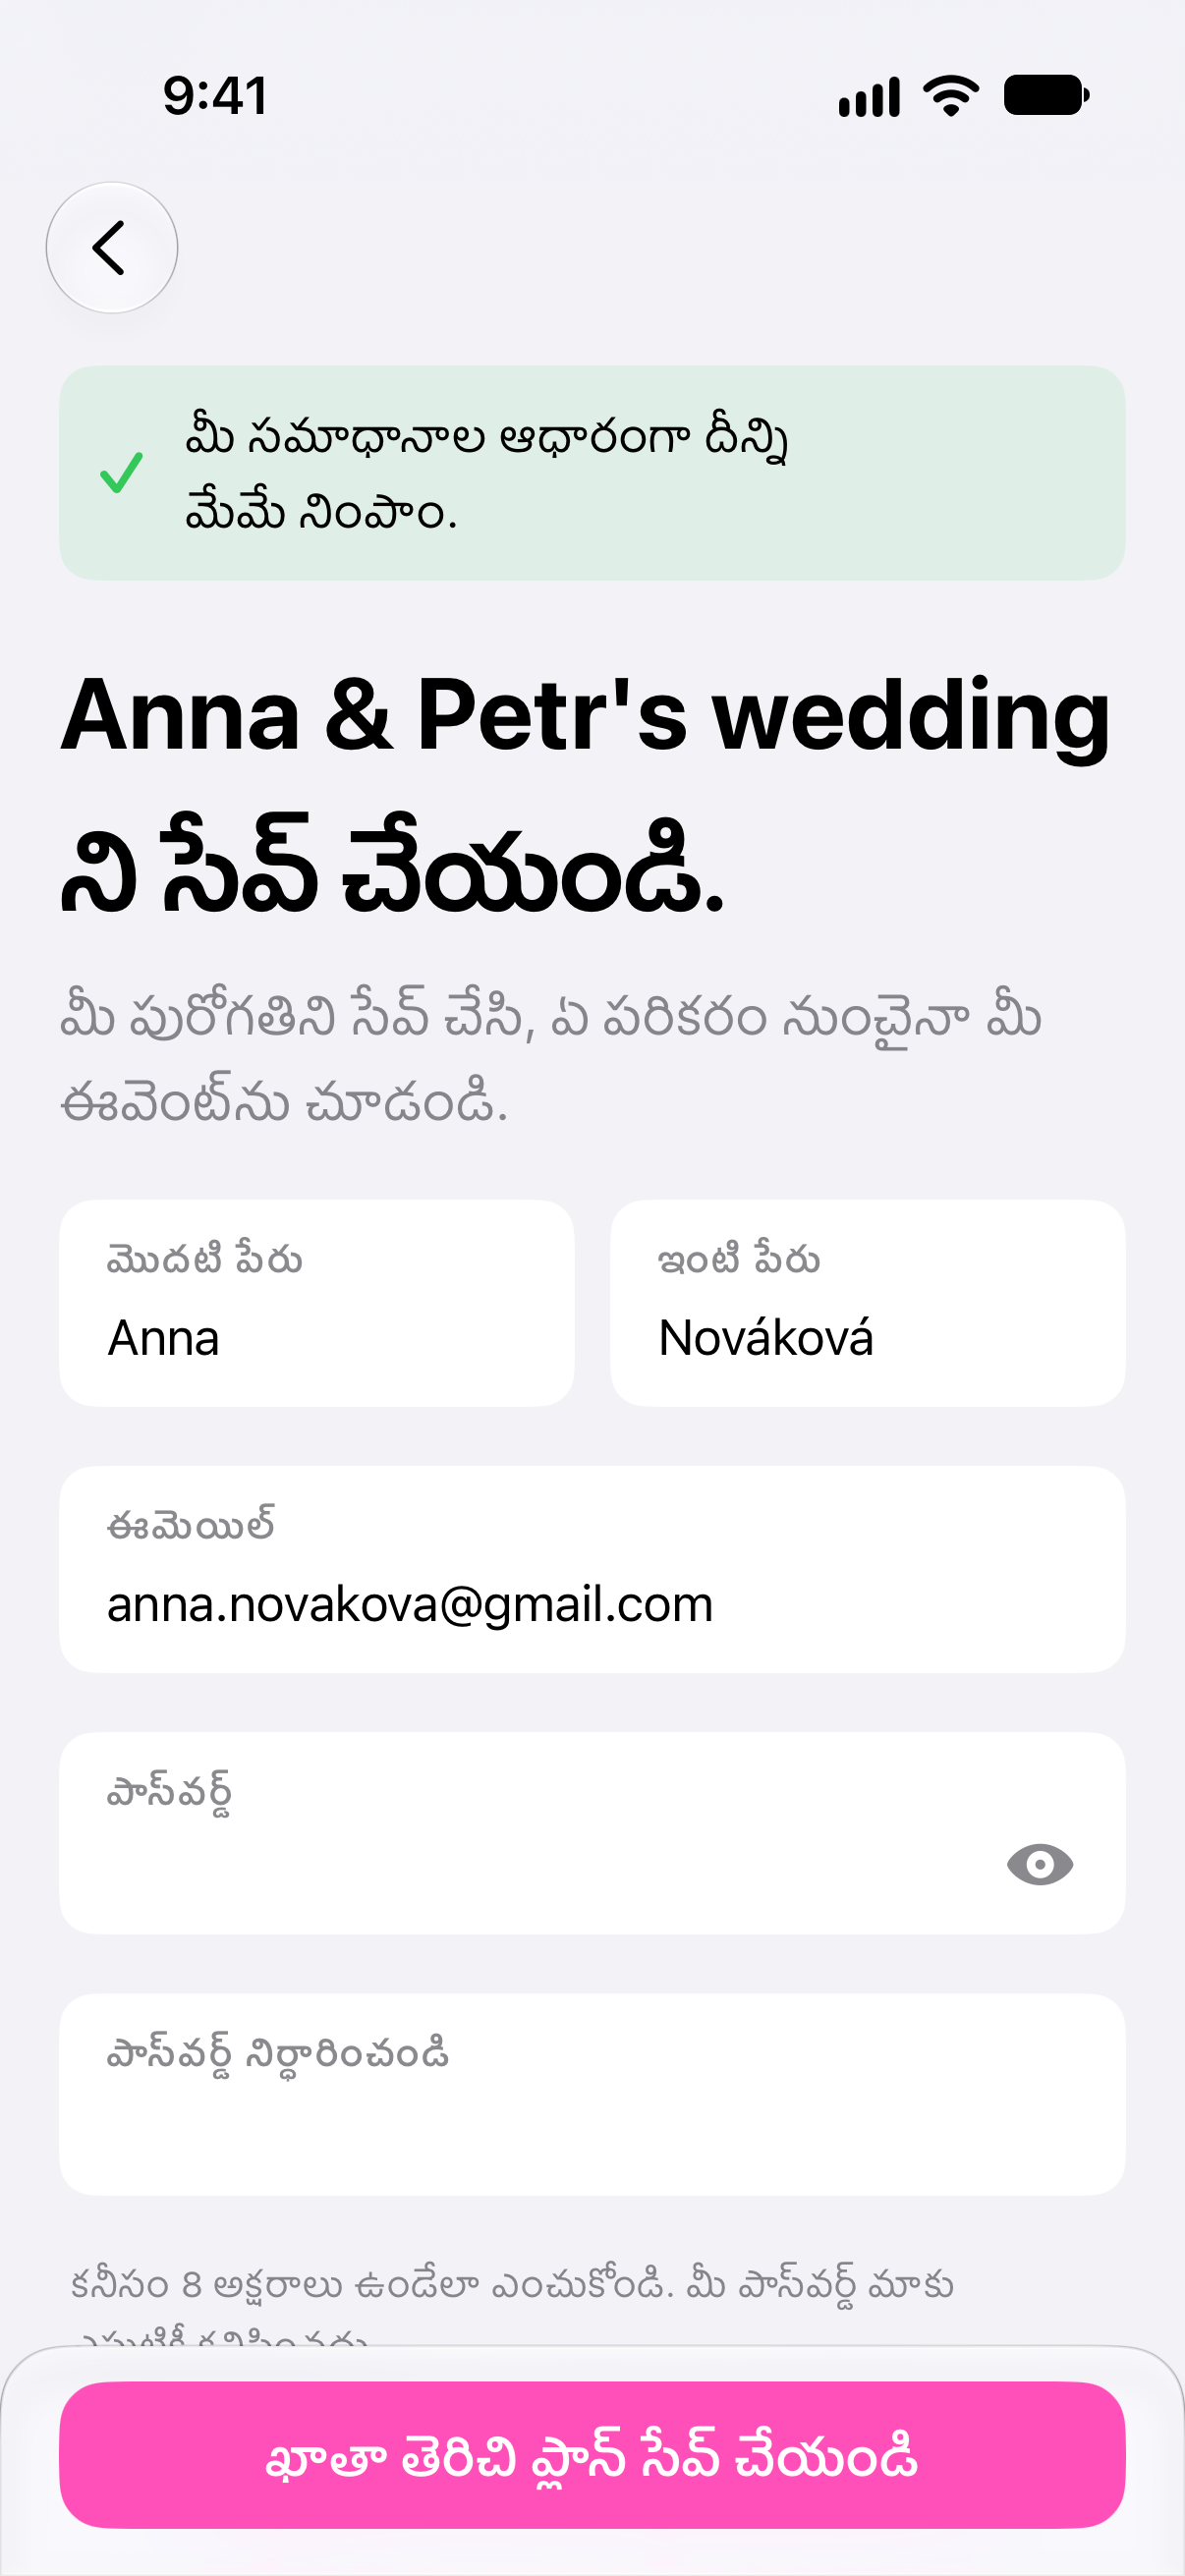 9:41
మీ సమాధానాల ఆధారంగా దీన్ని
మేమే నింపాం.
Anna & Petr's wedding
ని సేవ్ చేయండి.
మీ పురోగతిని సేవ్ చేసి, ఏ పరికరం నుంచైనా మీ
ఈవెంట్‌ను చూడండి.
మొదటి పేరు
ఇంటి పేరు
Anna
Nováková
ఈమెయిల్
anna.novakova@gmail.com
పాస్‌వర్డ్
పాస్‌వర్డ్ నిర్ధారించండి
కనీసం 8 అక్షరాలు ఉండేలా ఎంచుకోండి. మీ పాస్‌వర్డ్ మాకు
ఖాతా తెరిచి ప్లాన్ సేవ్ చేయండి